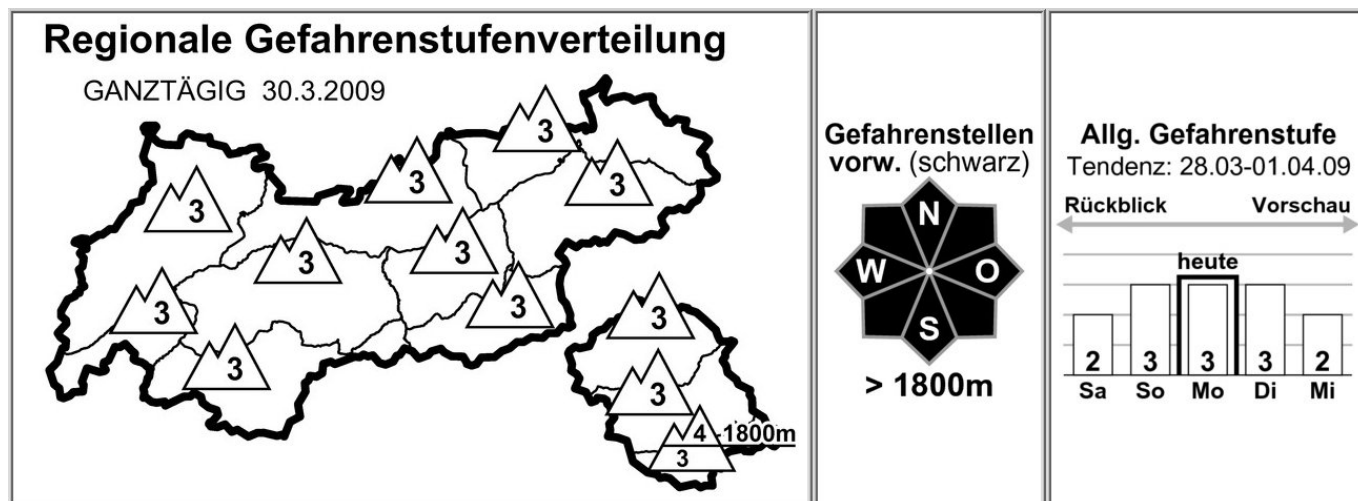 Regionale Gefahrenstufenverteilung
GANZTÄGIG 30.3.2009
3
3
3
3
3
3
3
3
3
3
3
3
4 1800m
3
Gefahrenstellen
vorw. (schwarz)
N
W O
S
> 1800m
Allg. Gefahrenstufe
Tendenz: 28.03-01.04.09
Rückblick Vorschau
heute
2 3 3 3 2
Sa So Mo Di Mi